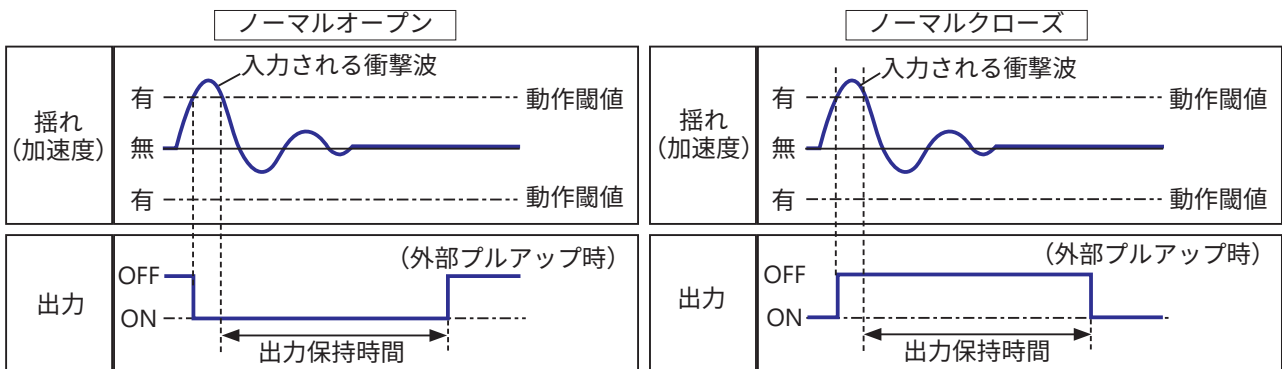 ノーマルオープン
揺れ
（加速度）
有
無
有
入力される衝撃波
動作閾値
動作閾値
出力
OFF
ON
（外部プルアップ時）
出力保持時間
ノーマルクローズ
揺れ
（加速度）
有
無
有
入力される衝撃波
動作閾値
動作閾値
出力
OFF
ON
（外部プルアップ時）
出力保持時間